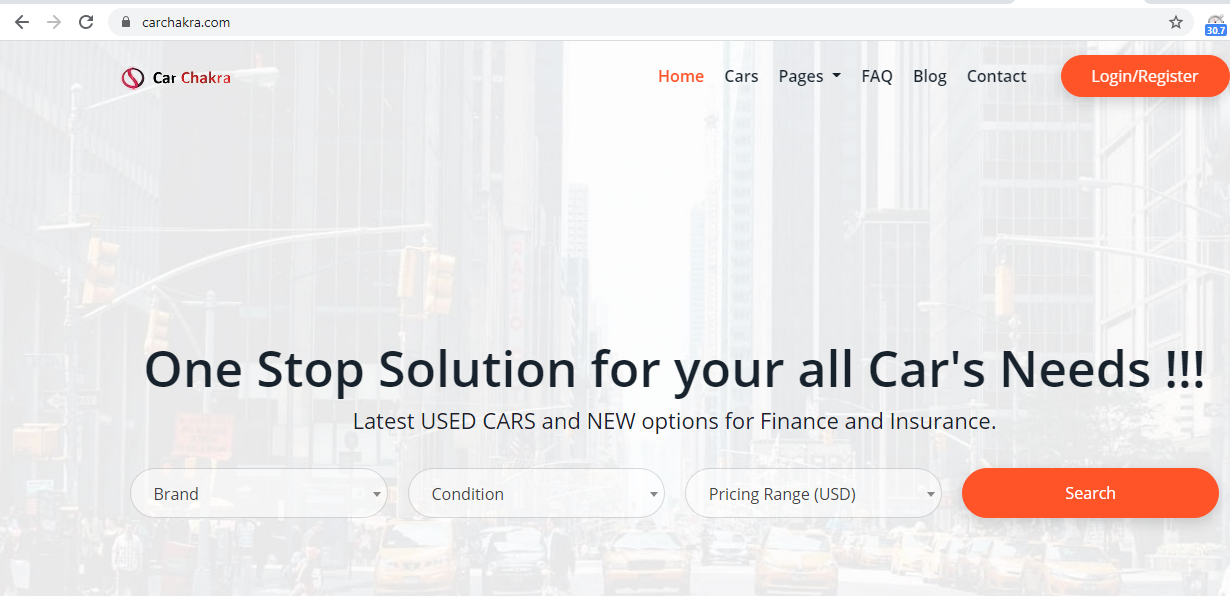 carchakra.com
30.7
Car Chakra
Home Cars Pages FAQ Blog Contact Login/Register
One Stop Solution for your all Car's Needs !!!
Latest USED CARS and NEW options for Finance and Insurance.
Brand Condition Pricing Range (USD) Search